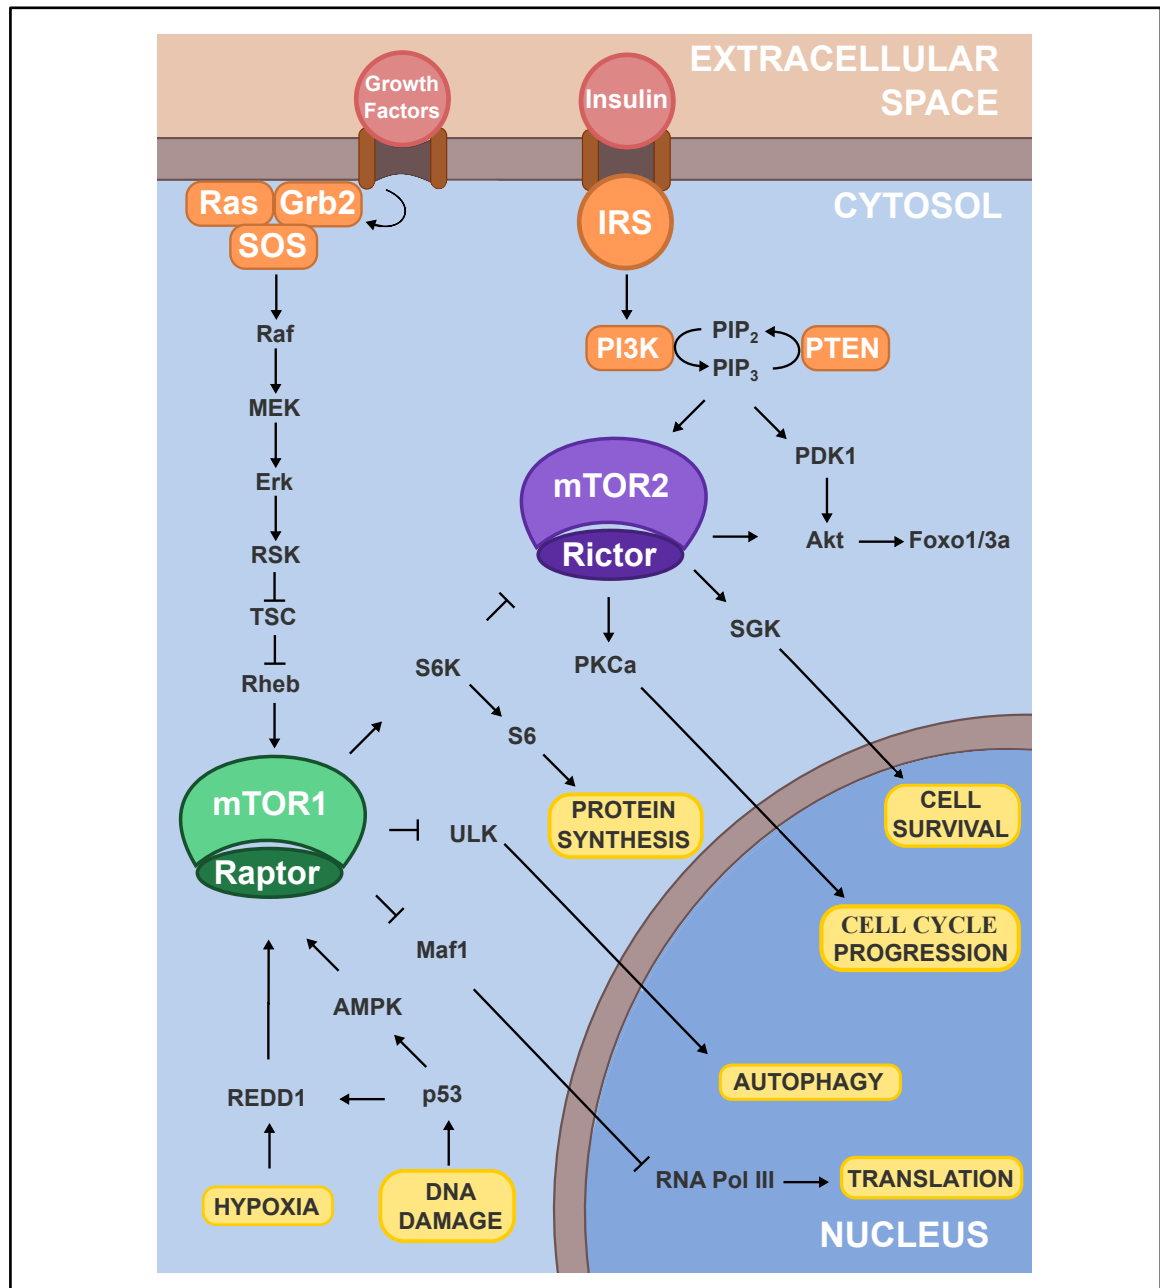 EXTRACELLULAR
SPACE
Growth
Factors
Insulin
CYTOSOL
Ras
Grb2
SOS
IRS
Raf
PI3K
PIP2
PIP3
PTEN
MEK
mTOR2
Rictor
PDK1
Erk
Akt
Foxo1/3a
RSK
TSC
SGK
S6K
PKCa
Rheb
S6
mTOR1
Raptor
PROTEIN
SYNTHESIS
CELL
SURVIVAL
ULK
CELL CYCLE
PROGRESSION
Maf1
AMPK
AUTOPHAGY
REDD1
p53
RNA Pol III
TRANSLATION
HYPOXIA
DNA
DAMAGE
NUCLEUS